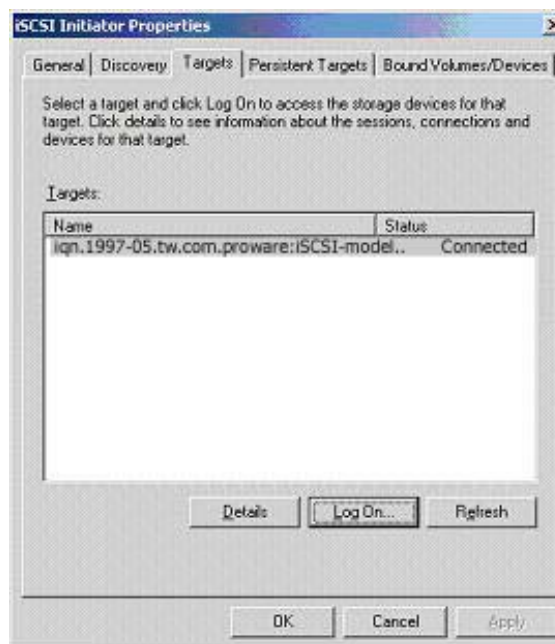 iSCSI Initiator Properties
General Discovery Targets Persistent Targets Bound Volumes/Devices
Select a target and click Log On to access the storage devices for that
target. Click details to see information about the sessions, connections and
devices for that target.
Targets:
Name Status
iqn.1997-05.tw.com.proware:iSCSI-model.. Connected
Details Log On... Refresh
OK Cancel Apply